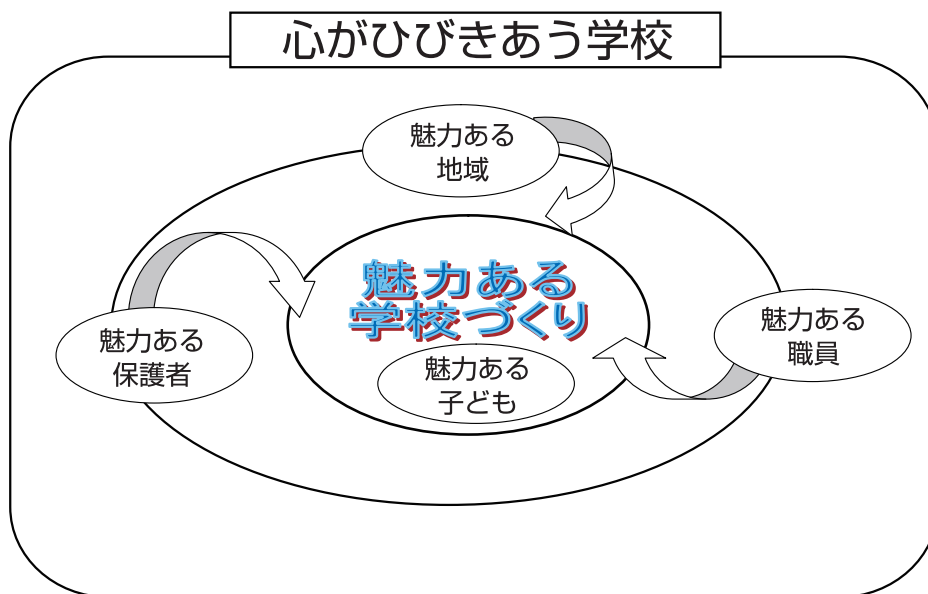 心がひびきあう学校
魅力ある
地域
魅力ある
学校づくり
魅力ある
保護者
魅力ある
職員
魅力ある
子ども